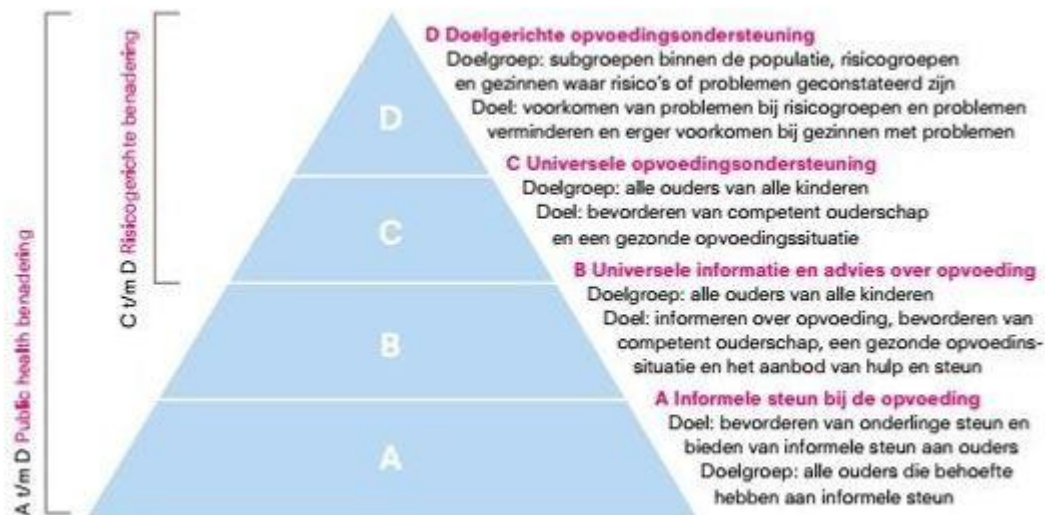 D Doelgerichte opvoedingsondersteuning
Doelgroep: subgroepen binnen de populatie, risicogroepen
en gezinnen waar risico's of problemen geconstateerd zijn
Doel: voorkomen van problemen bij risicogroepen en problemen
verminderen en erger voorkomen bij gezinnen met problemen
C Universele opvoedingsondersteuning
Doelgroep: alle ouders van alle kinderen
Doel: bevorderen van competent ouderschap
en een gezonde opvoedingssituatie
B Universele informatie en advies over opvoeding
Doelgroep: alle ouders van alle kinderen
Doel: informeren over opvoeding, bevorderen van
competent ouderschap, een gezonde opvoedins-
situatie en het aanbod van hulp en steun
A Informele steun bij de opvoeding
Doel: bevorderen van onderlinge steun en
bieden van informele steun aan ouders
Doelgroep: alle ouders die behoefte
hebben aan informele steun
D
C
B
A
C t/m D Risicogerichte benadering
A t/m D Public health benadering